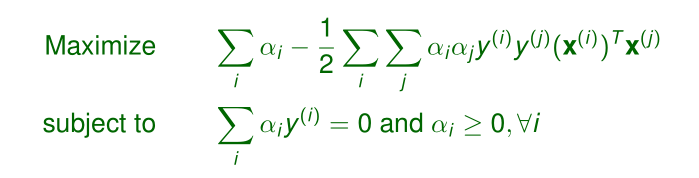 Maximize ∑_i α_i − 1/2 ∑_i ∑_j α_i α_j y^(i) y^(j) (x^(i))^T x^(j)
subject to ∑_i α_i y^(i) = 0 and α_i ≥ 0, ∀i